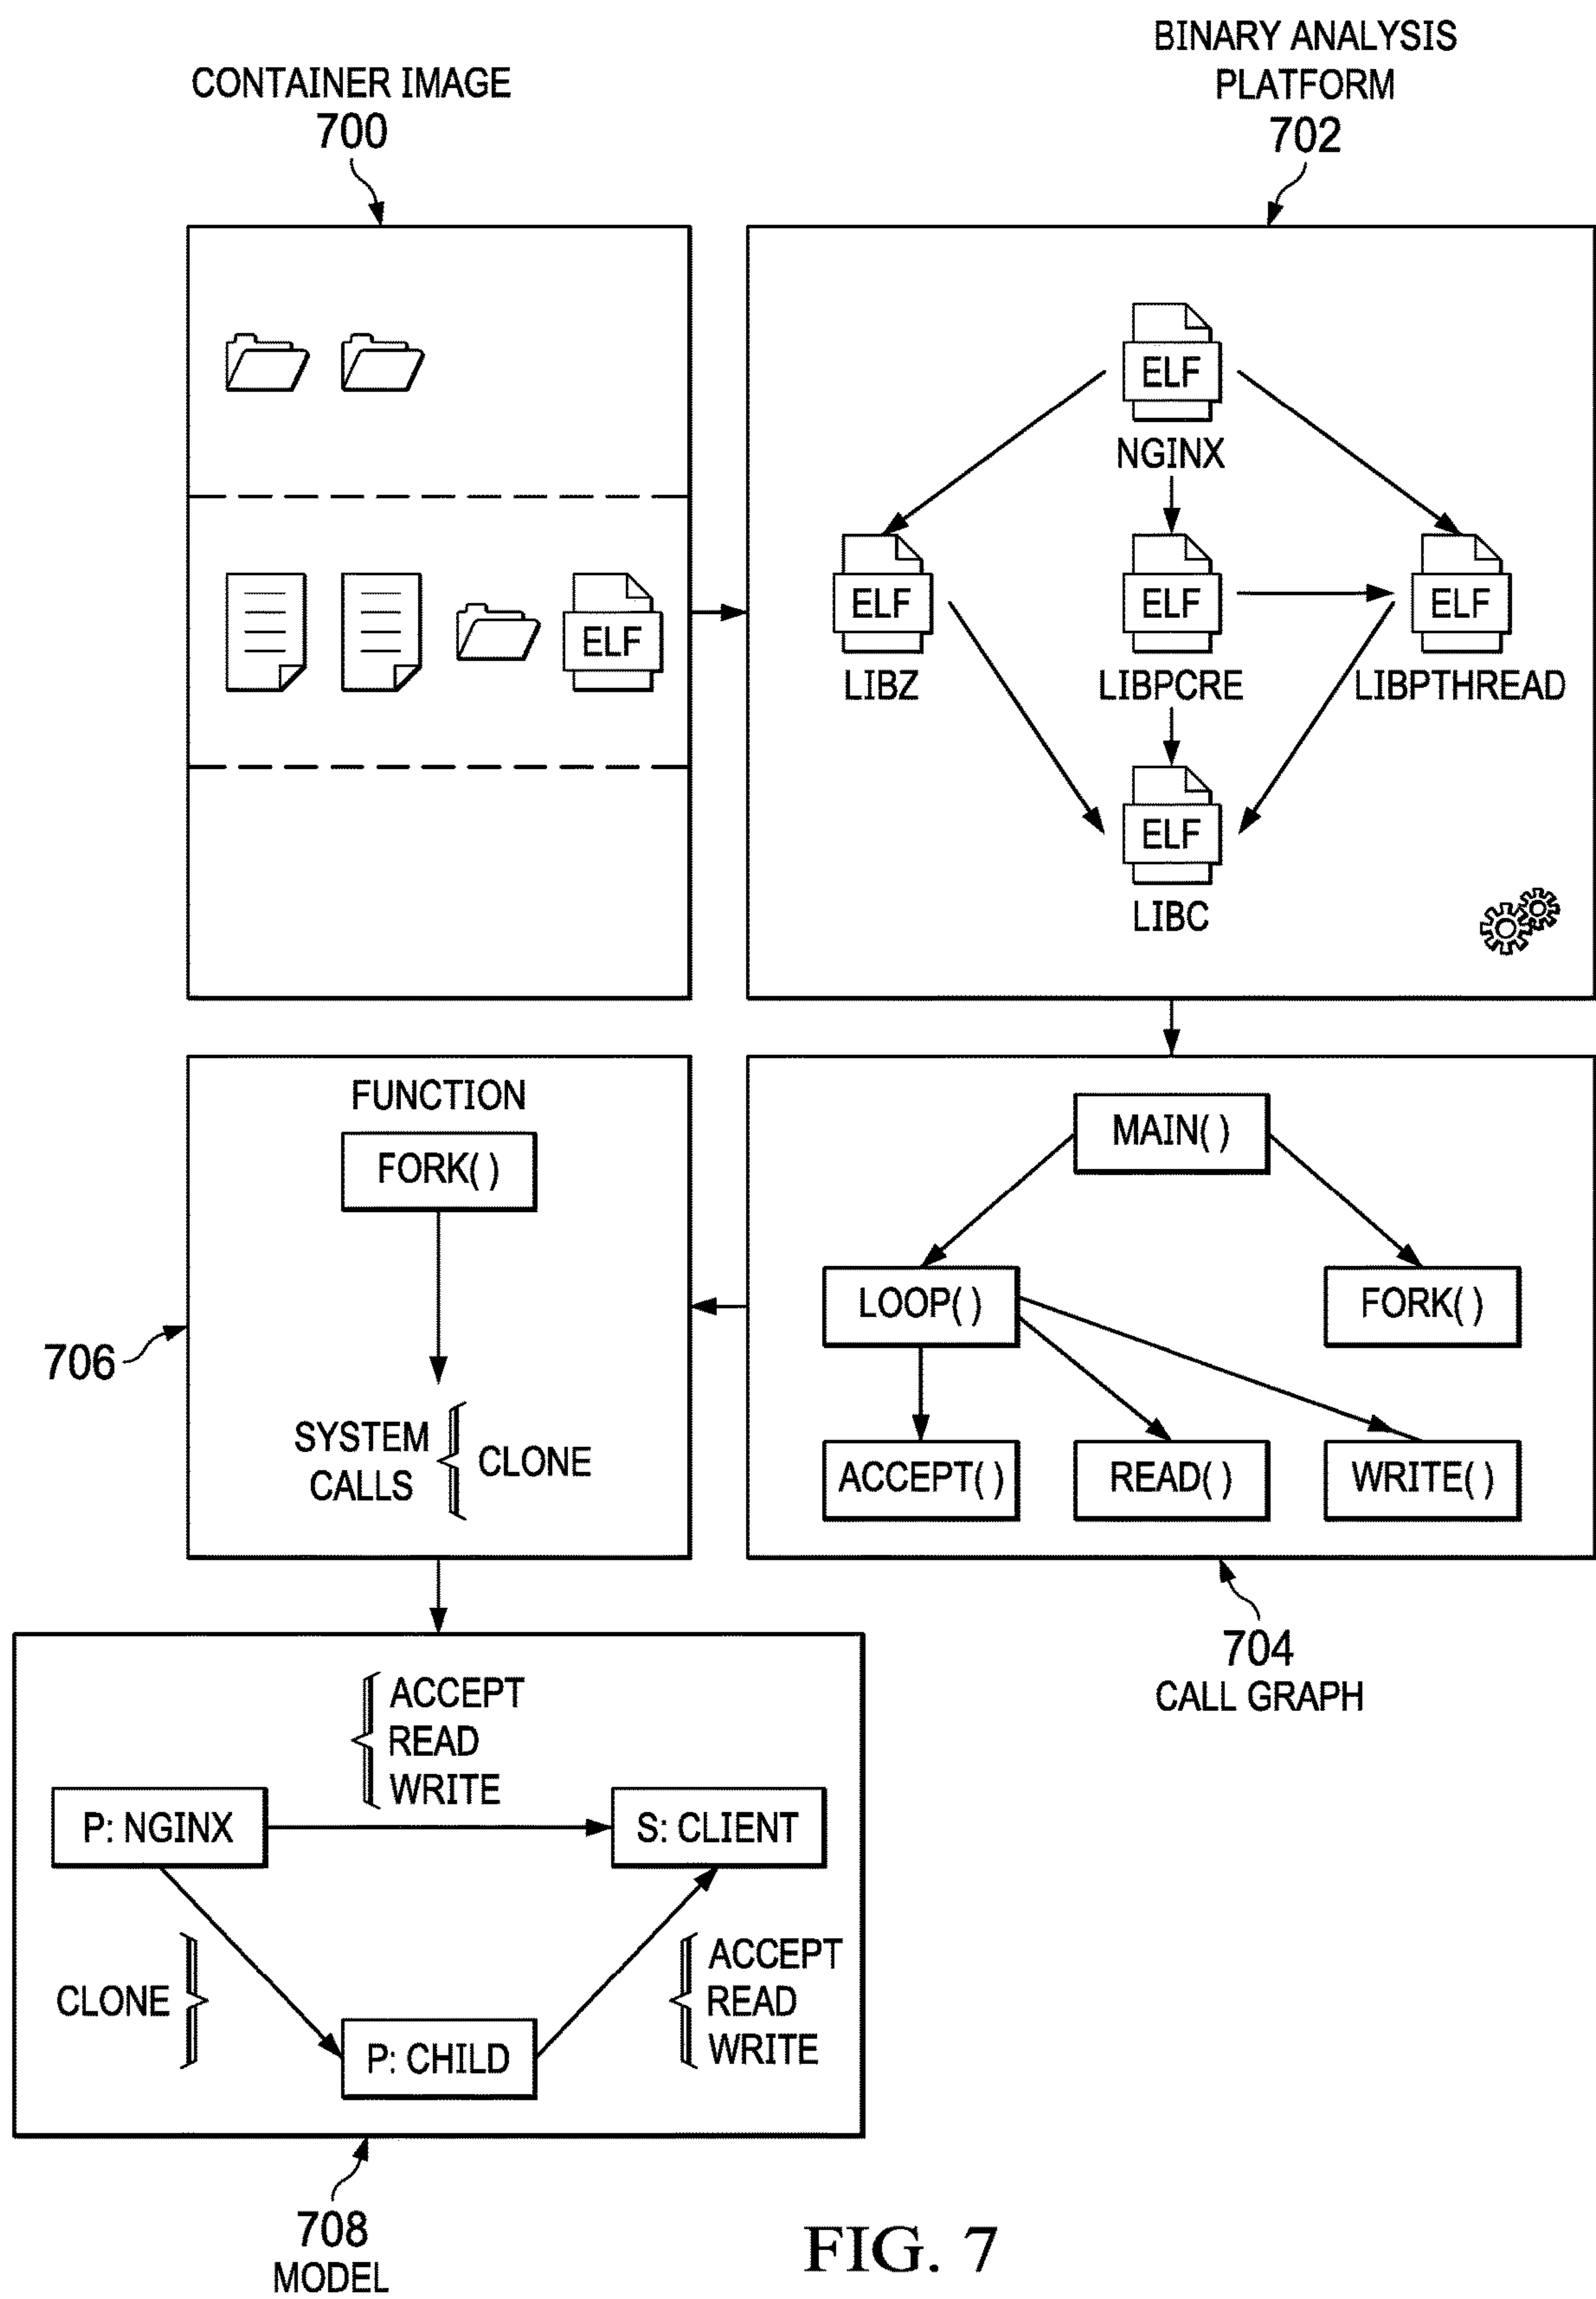 CONTAINER IMAGE
700
BINARY ANALYSIS
PLATFORM
702
ELF
ELF
NGINX
ELF
LIBZ
ELF
LIBPCRE
ELF
LIBPTHREAD
ELF
LIBC
FUNCTION
FORK( )
SYSTEM
CALLS
CLONE
706
MAIN( )
LOOP( )
FORK( )
ACCEPT( )
READ( )
WRITE( )
704
CALL GRAPH
ACCEPT
READ
WRITE
P: NGINX
S: CLIENT
CLONE
P: CHILD
ACCEPT
READ
WRITE
708
MODEL
FIG. 7